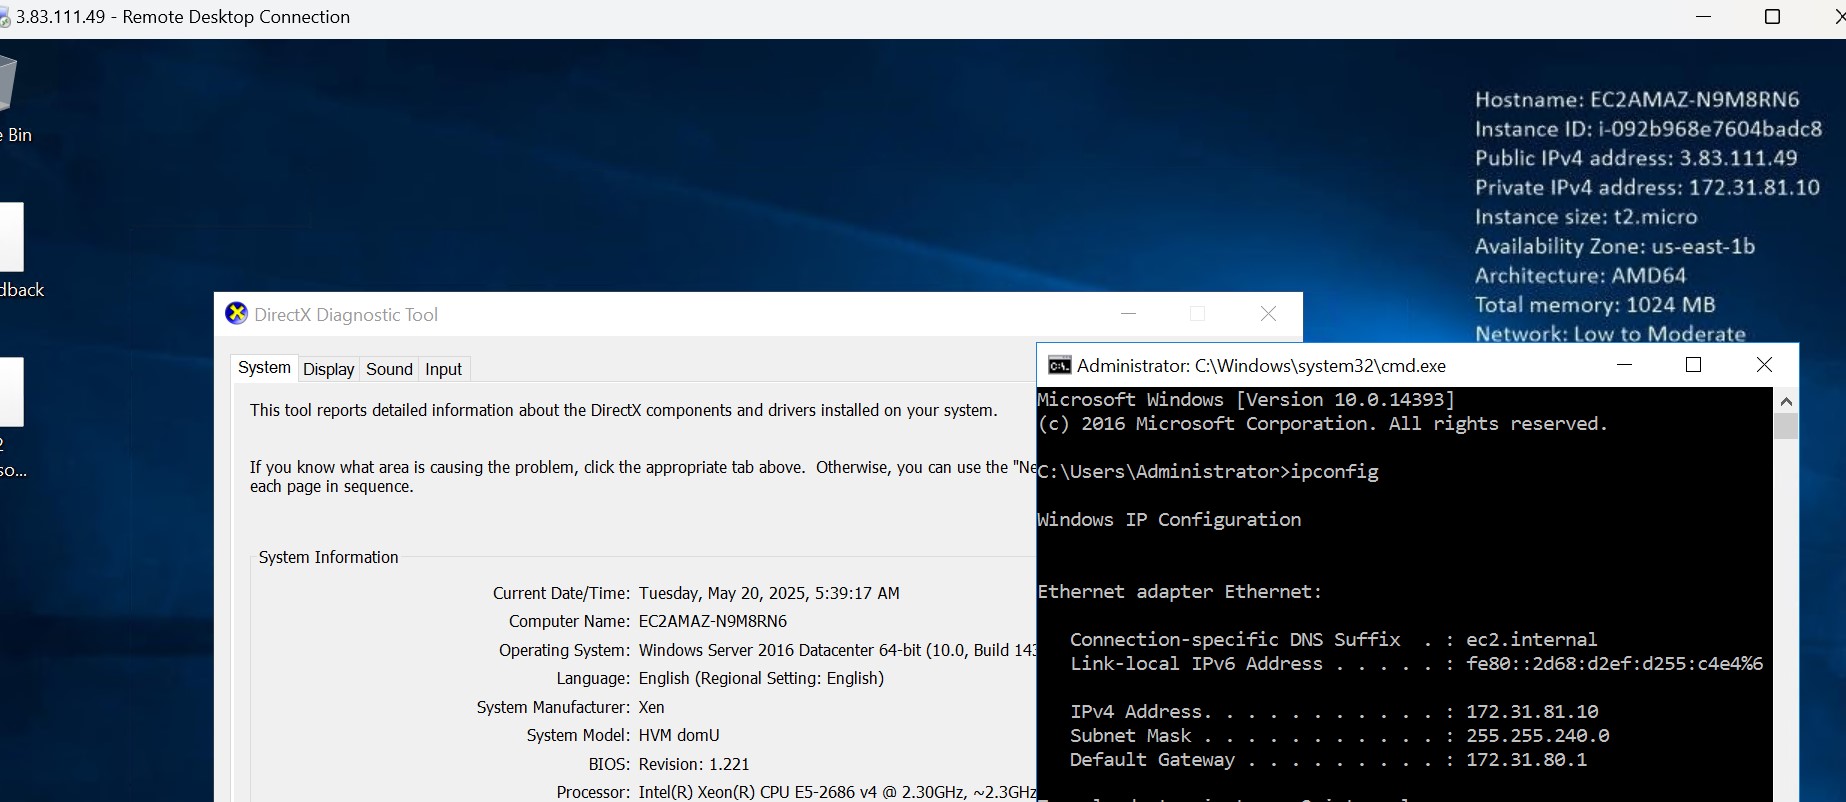 3.83.111.49 - Remote Desktop Connection
e Bin
dback
2
so...
Hostname: EC2AMAZ-N9M8RN6
Instance ID: i-092b968e7604badc8
Public IPv4 address: 3.83.111.49
Private IPv4 address: 172.31.81.10
Instance size: t2.micro
Availability Zone: us-east-1b
Architecture: AMD64
Total memory: 1024 MB
Network: Low to Moderate
DirectX Diagnostic Tool
System Display Sound Input
This tool reports detailed information about the DirectX components and drivers installed on your system.
If you know what area is causing the problem, click the appropriate tab above. Otherwise, you can use the "Ne
each page in sequence.
System Information
Current Date/Time: Tuesday, May 20, 2025, 5:39:17 AM
Computer Name: EC2AMAZ-N9M8RN6
Operating System: Windows Server 2016 Datacenter 64-bit (10.0, Build 143
Language: English (Regional Setting: English)
System Manufacturer: Xen
System Model: HVM domU
BIOS: Revision: 1.221
Processor: Intel(R) Xeon(R) CPU E5-2686 v4 @ 2.30GHz, ~2.3GHz
Administrator: C:\Windows\system32\cmd.exe
Microsoft Windows [Version 10.0.14393]
(c) 2016 Microsoft Corporation. All rights reserved.
C:\Users\Administrator>ipconfig
Windows IP Configuration
Ethernet adapter Ethernet:
Connection-specific DNS Suffix . : ec2.internal
Link-local IPv6 Address . . . . . : fe80::2d68:d2ef:d255:c4e4%6
IPv4 Address. . . . . . . . . . . : 172.31.81.10
Subnet Mask . . . . . . . . . . . : 255.255.240.0
Default Gateway . . . . . . . . . : 172.31.80.1